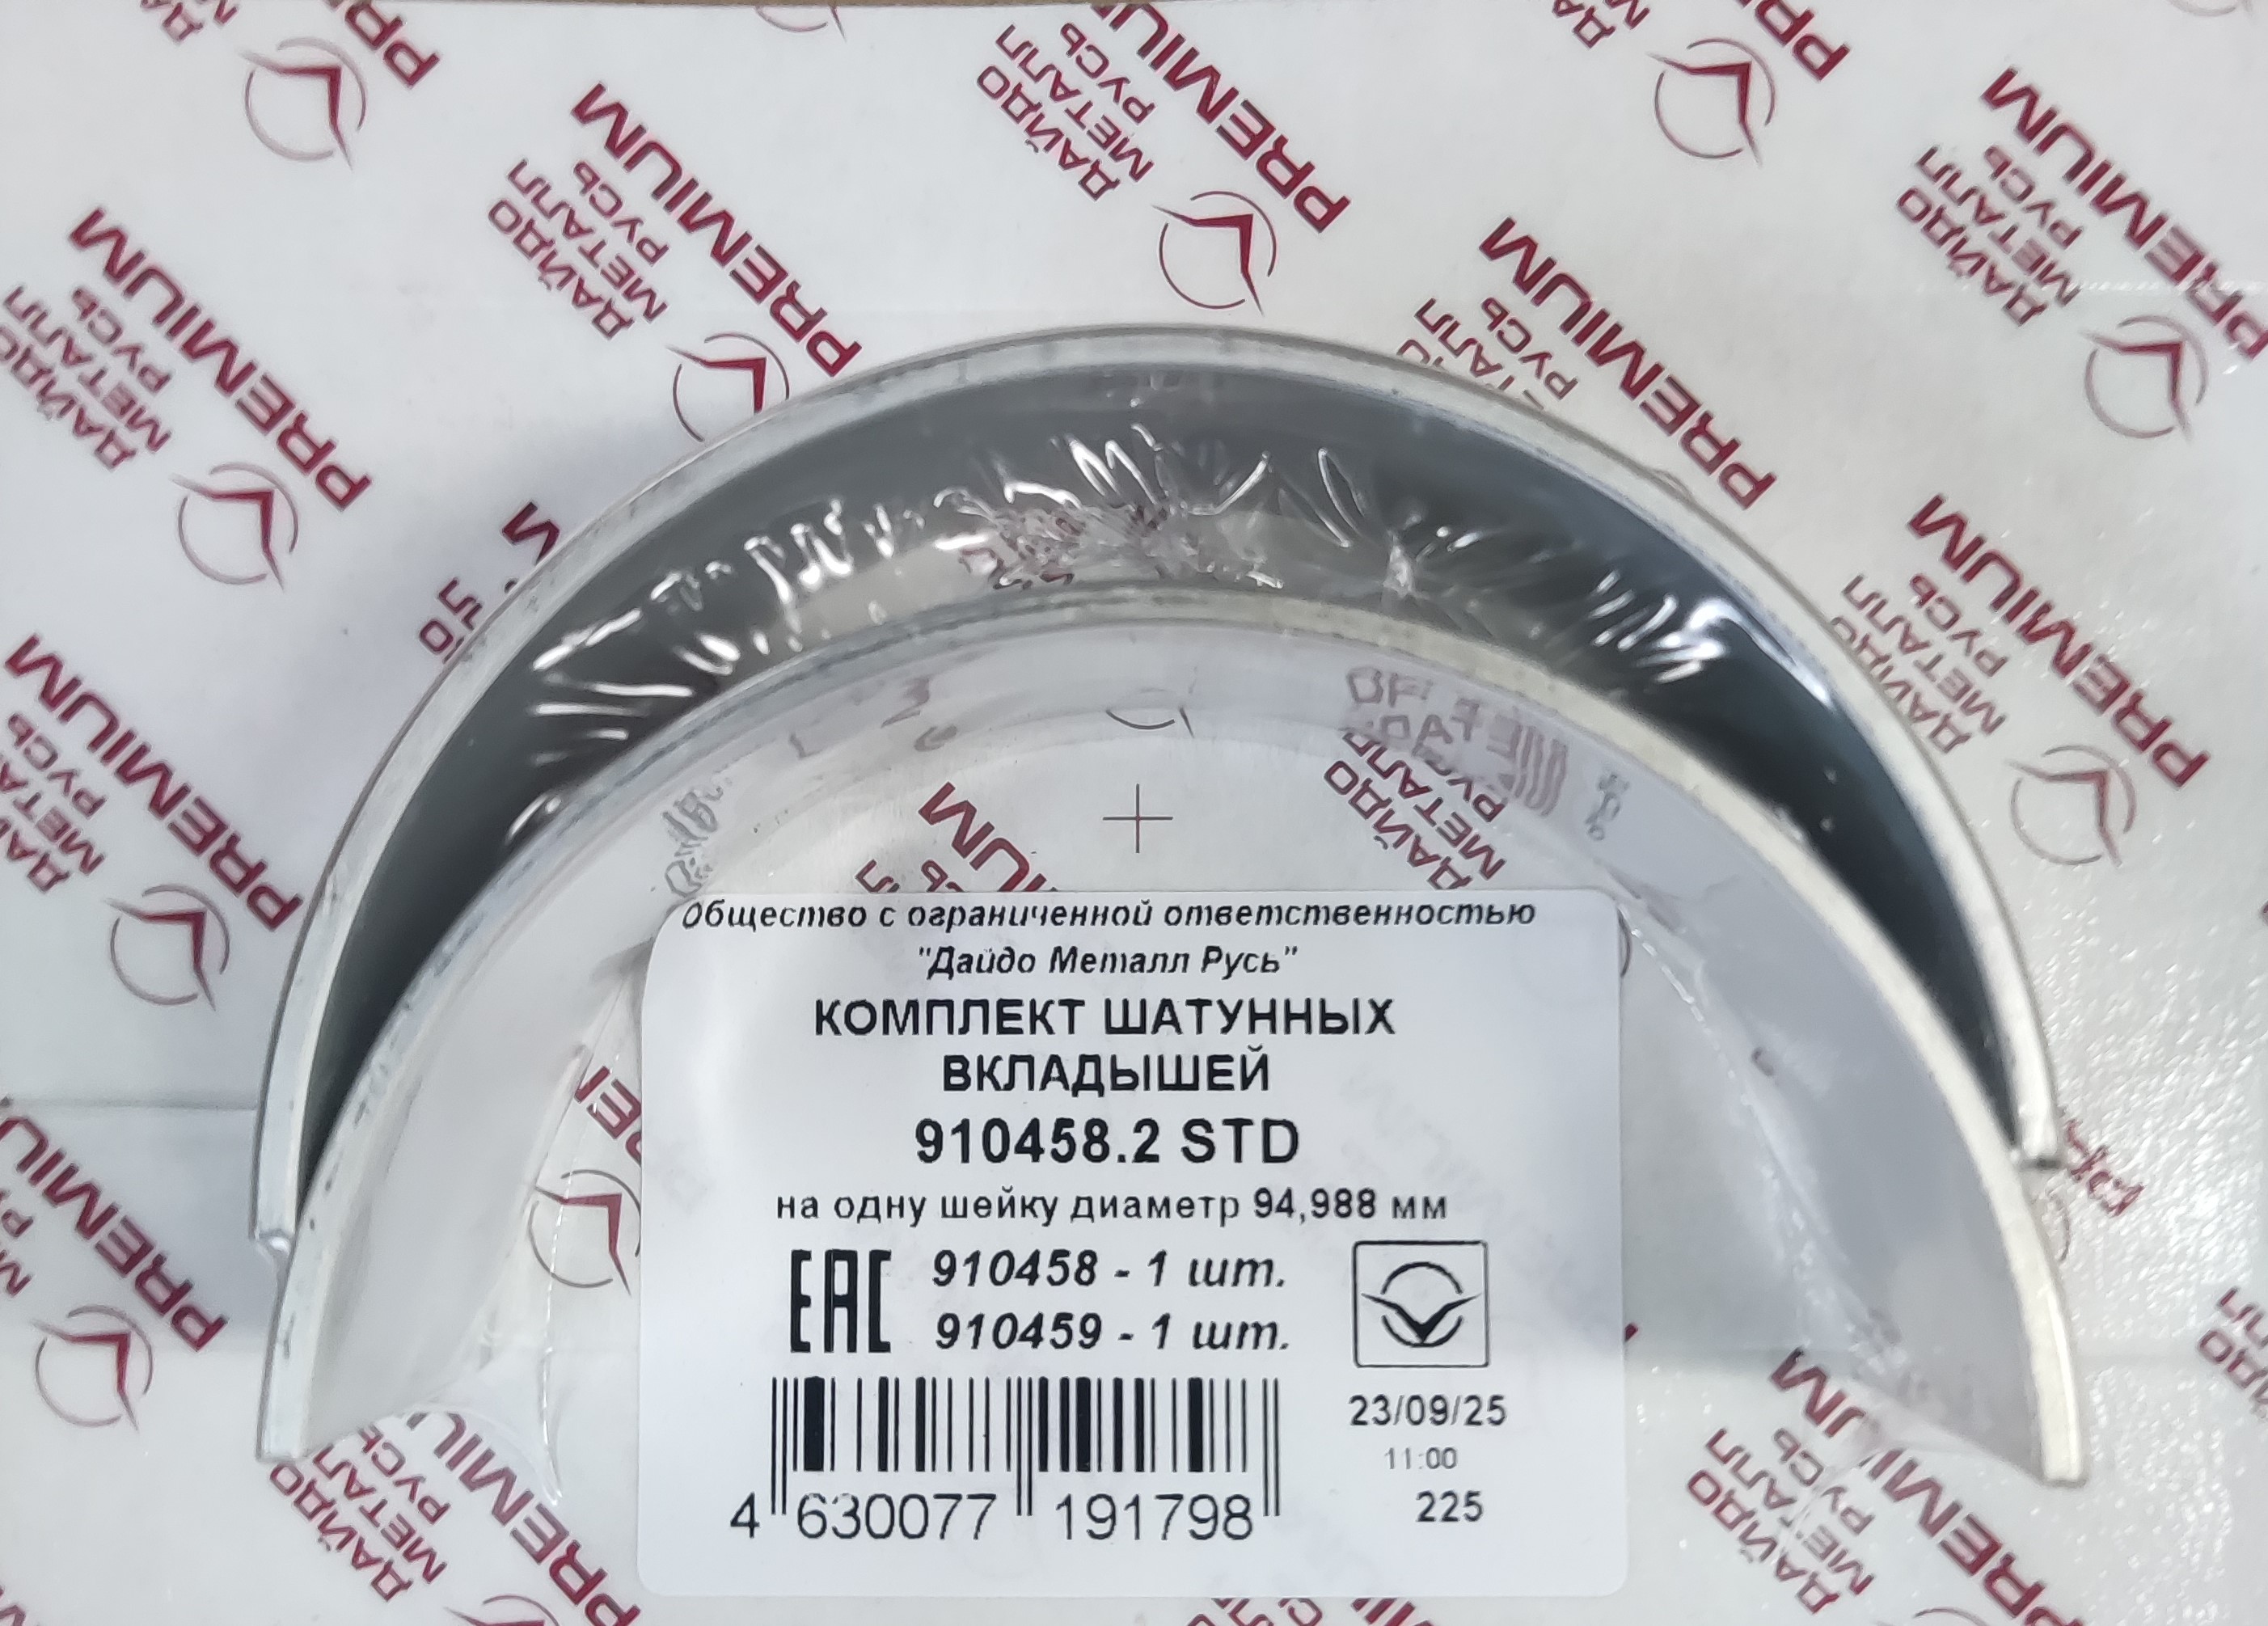 ДАЙДО
МЕТАЛЛ
РУСЬ
PREMIUM
Общество с ограниченной ответственностью
"Дайдо Металл Русь"
КОМПЛЕКТ ШАТУННЫХ
ВКЛАДЫШЕЙ
910458.2 STD
на одну шейку диаметр 94,988 мм
EAC
910458 - 1 шт.
910459 - 1 шт.
23/09/25
11:00
225
4 630077 191798